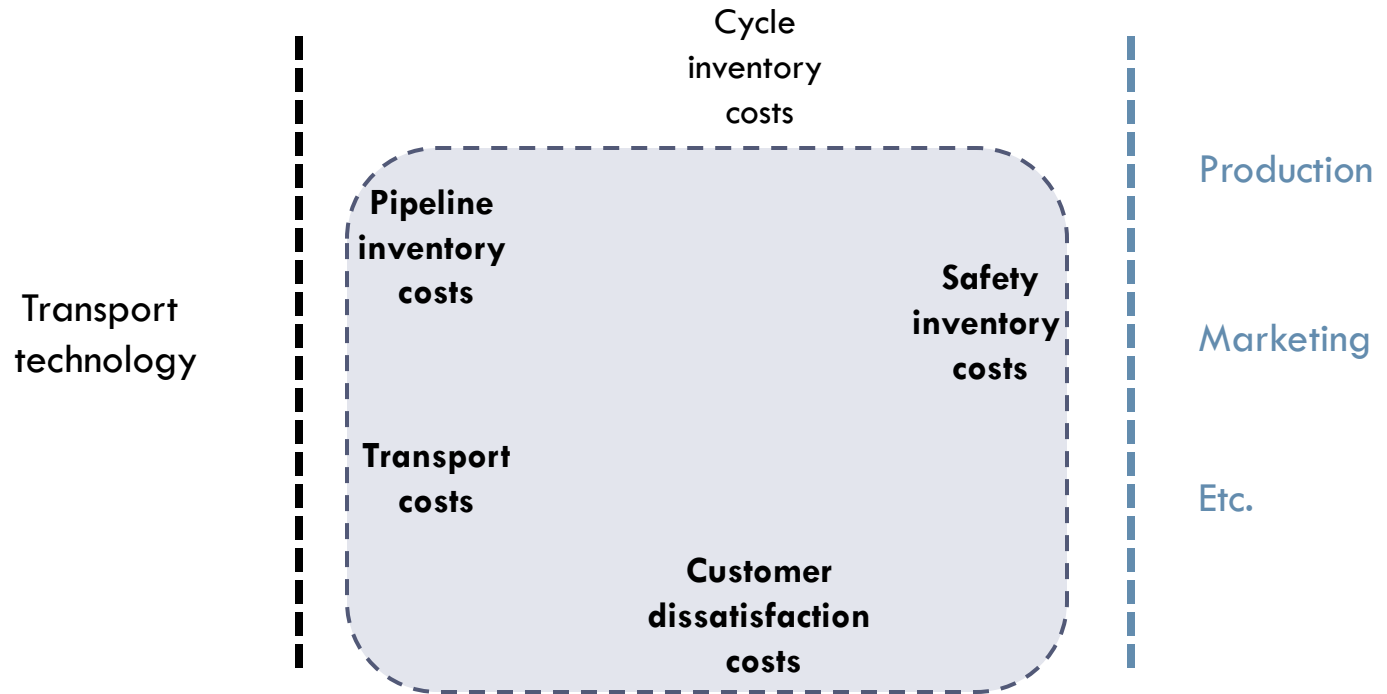 Cycle
inventory
costs
Production
Pipeline
inventory
costs
Safety
inventory
costs
Transport
technology
Marketing
Transport
costs
Etc.
Customer
dissatisfaction
costs